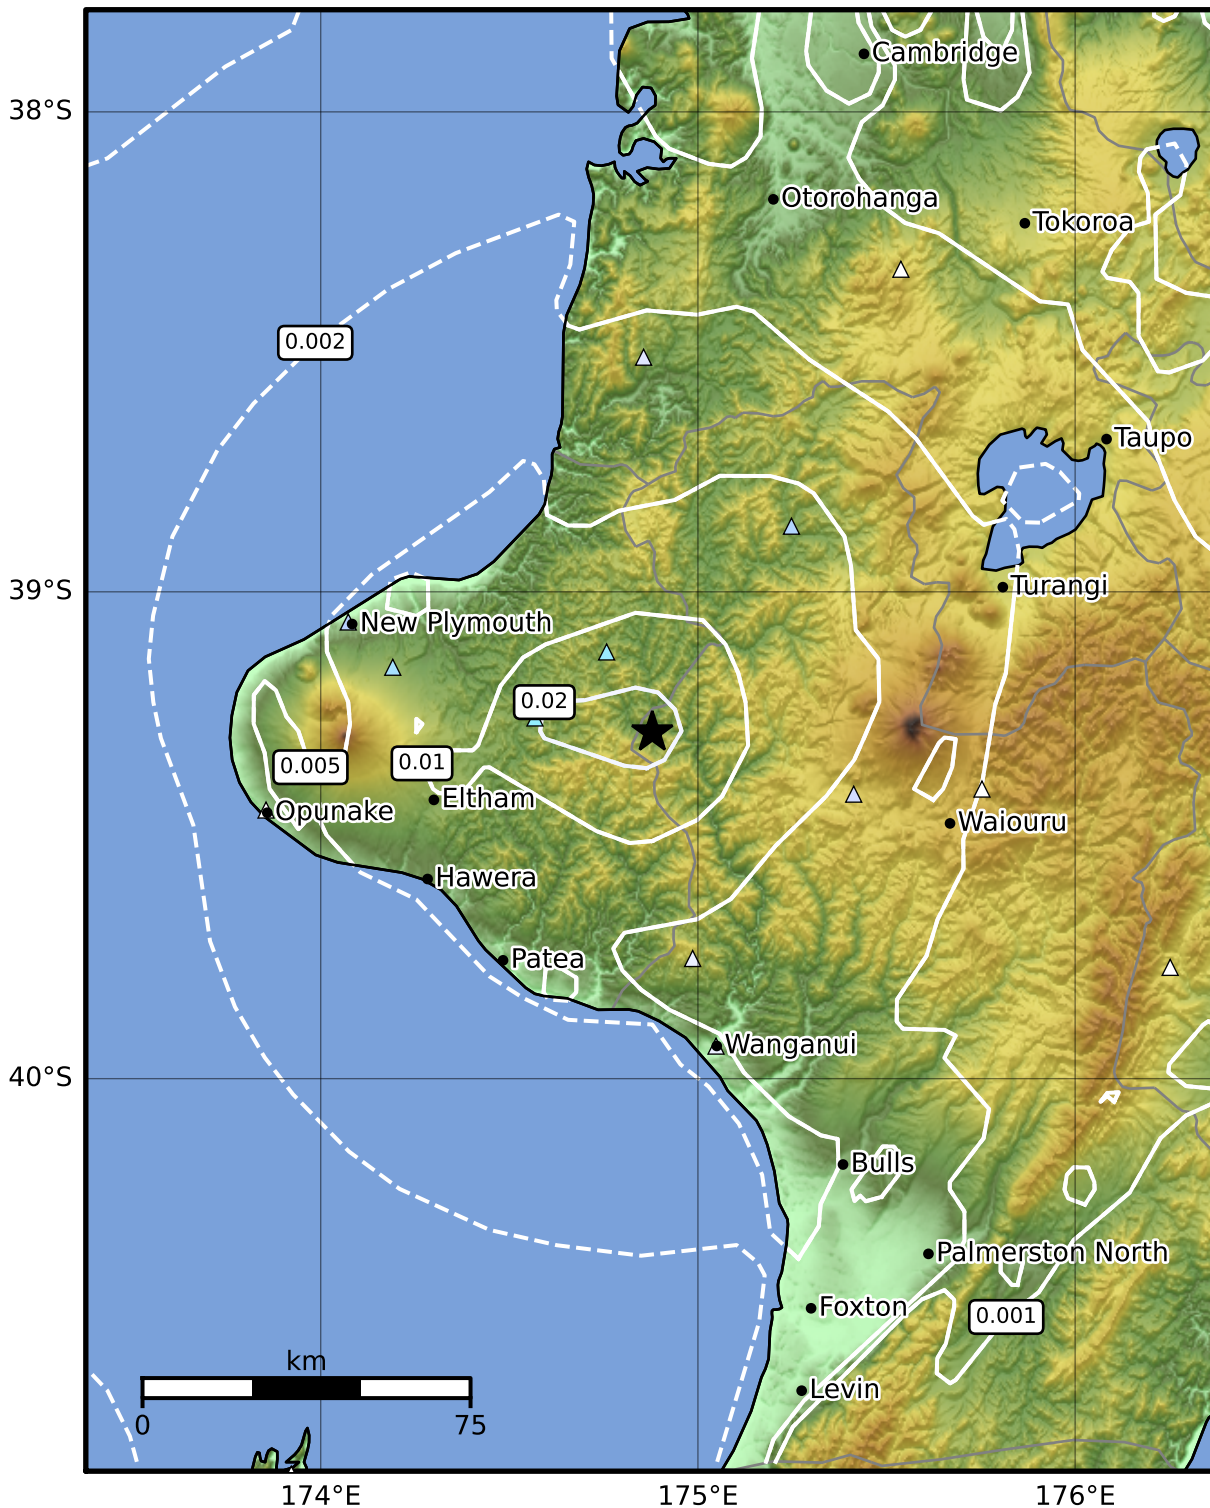 Cambridge
38°S
Otorohanga
Tokoroa
0.002
Taupo
Turangi
39°S
New Plymouth
0.02
0.01
0.005
Eltham
Opunake
Waiouru
Hawera
Patea
Wanganui
40°S
Bulls
Palmerston North
Foxton
0.001
km
Levin
0 75
174°E 175°E 176°E